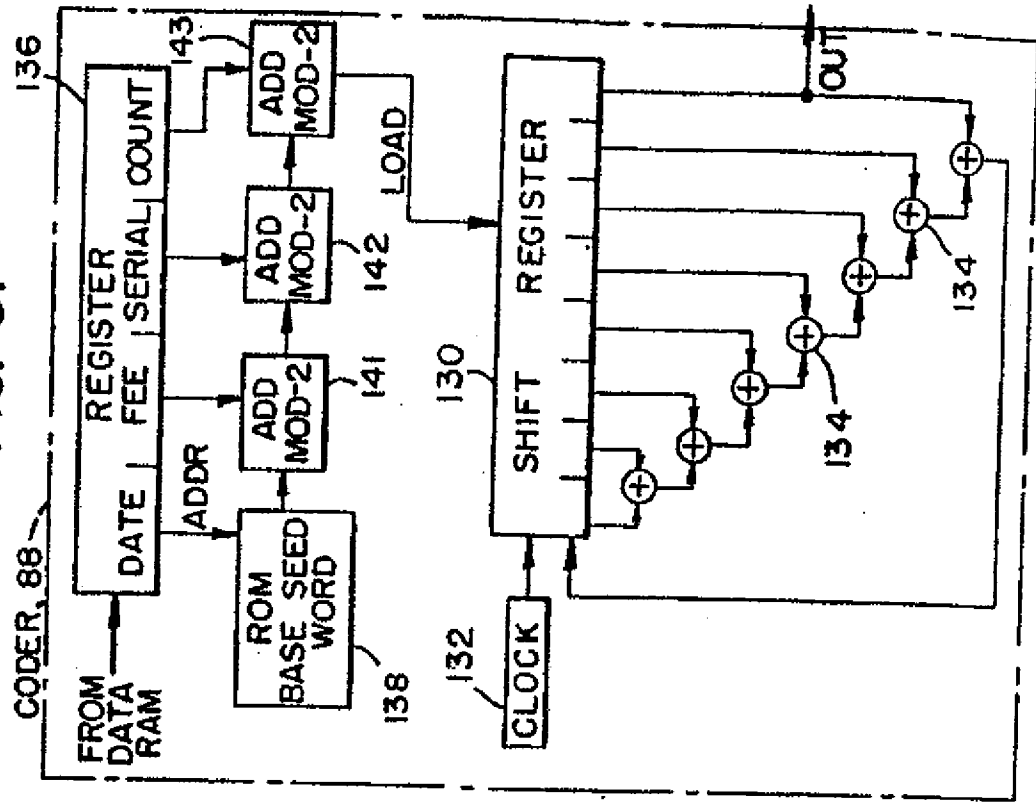 CODER, 88
136
FROM
DATA
RAM
REGISTER
DATE FEE SERIAL COUNT
143
ADDR
ROM
BASE SEED
WORD
138
ADD
MOD-2
141
ADD
MOD-2
142
ADD
MOD-2
LOAD
130
132
CLOCK
SHIFT REGISTER
OUT
134
134